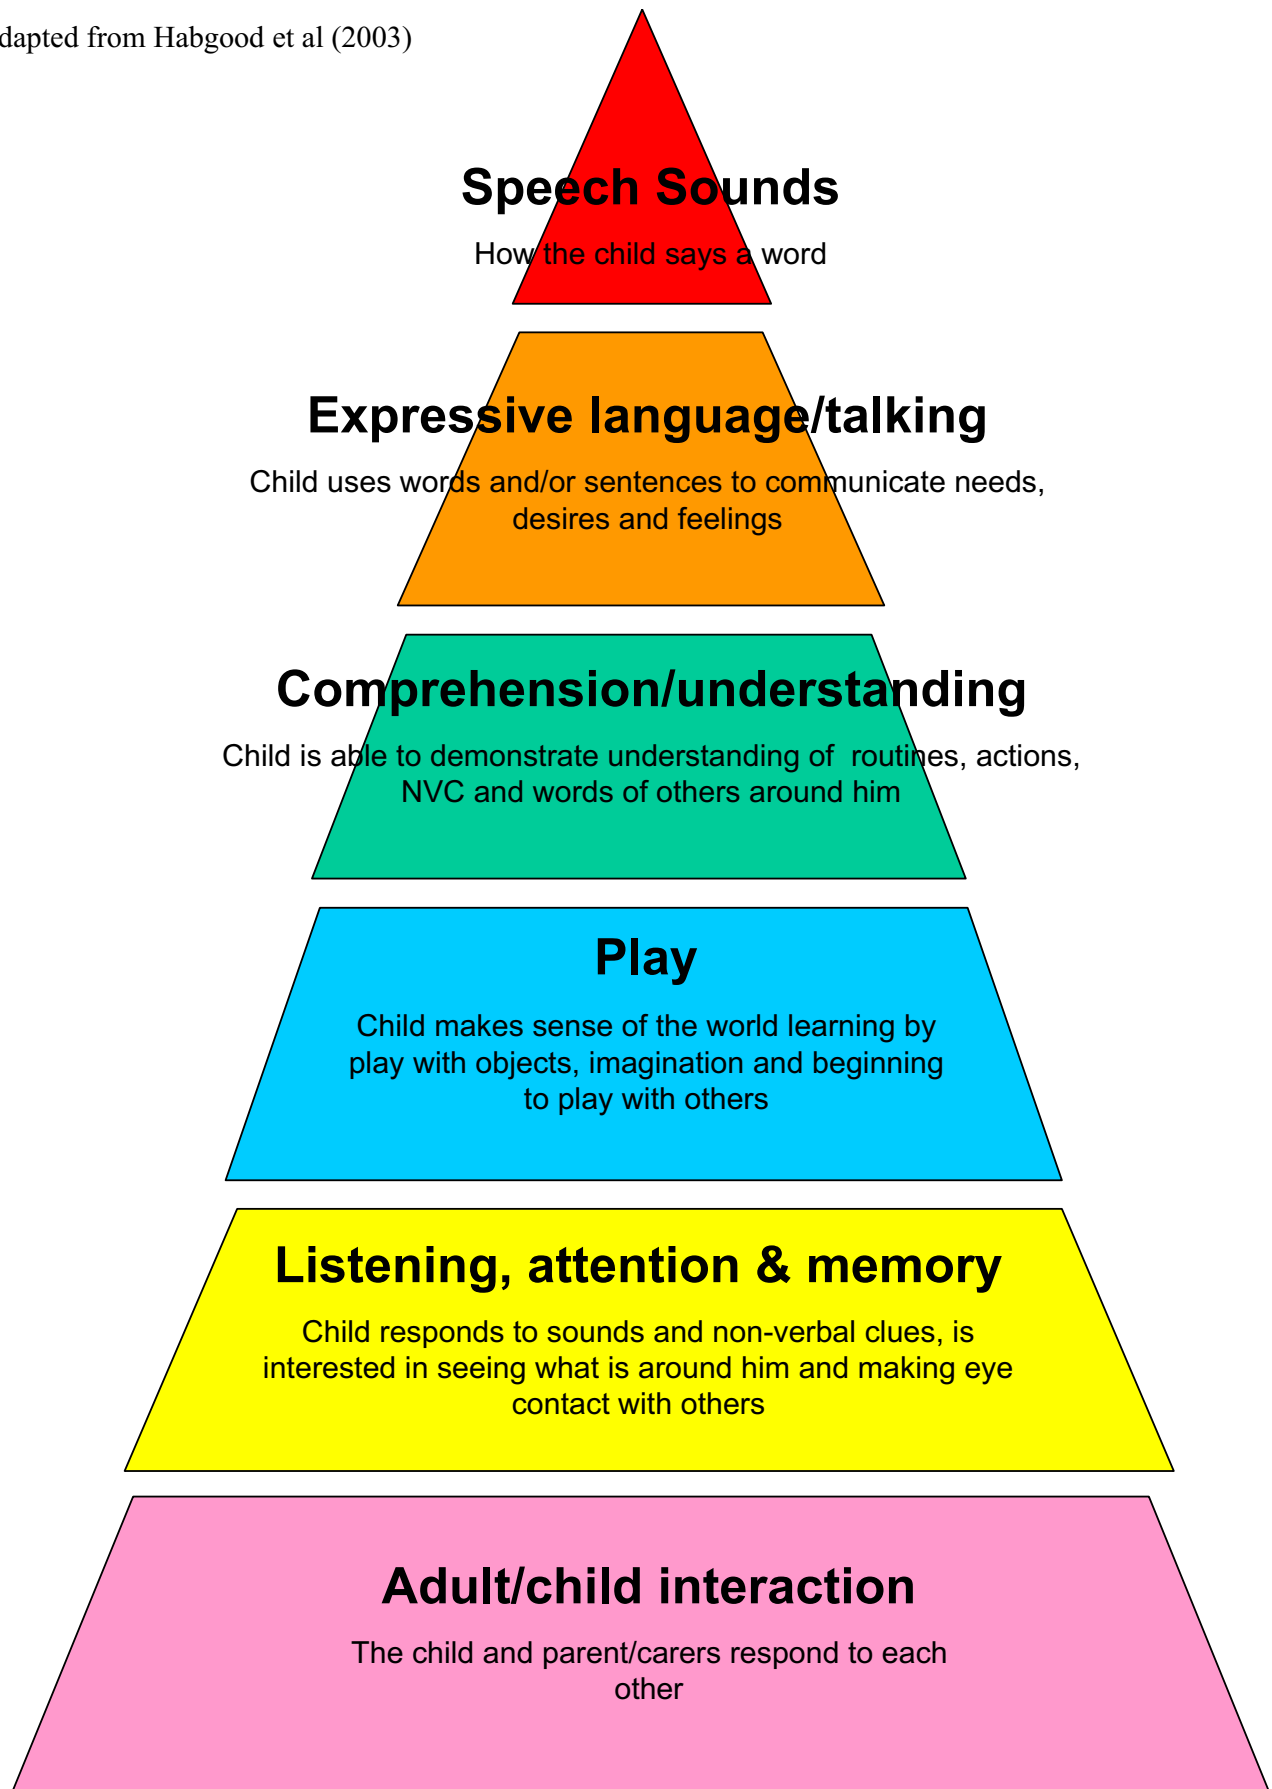 dapted from Habgood et al (2003)
Speech Sounds
How the child says a word
Expressive language/talking
Child uses words and/or sentences to communicate needs,
desires and feelings
Comprehension/understanding
Child is able to demonstrate understanding of  routines, actions,
NVC and words of others around him
Play
Child makes sense of the world learning by
play with objects, imagination and beginning
to play with others
Listening, attention & memory
Child responds to sounds and non-verbal clues, is
interested in seeing what is around him and making eye
contact with others
Adult/child interaction
The child and parent/carers respond to each
other